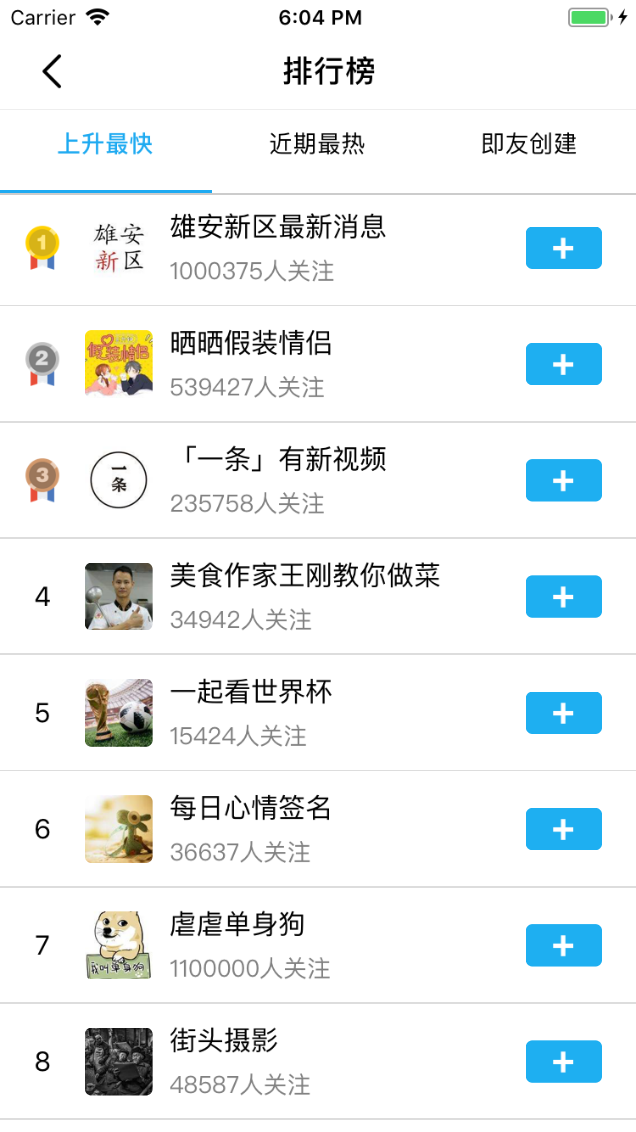 Carrier 6:04 PM
排行榜
上升最快 近期最热 即友创建
1 雄安新区 雄安新区最新消息
1000375人关注
2 假装情侣 晒晒假装情侣
539427人关注
3 一条 「一条」有新视频
235758人关注
4 美食作家王刚教你做菜
34942人关注
5 一起看世界杯
15424人关注
6 每日心情签名
36637人关注
7 虐虐单身狗
我叫单身狗 1100000人关注
8 街头摄影
48587人关注